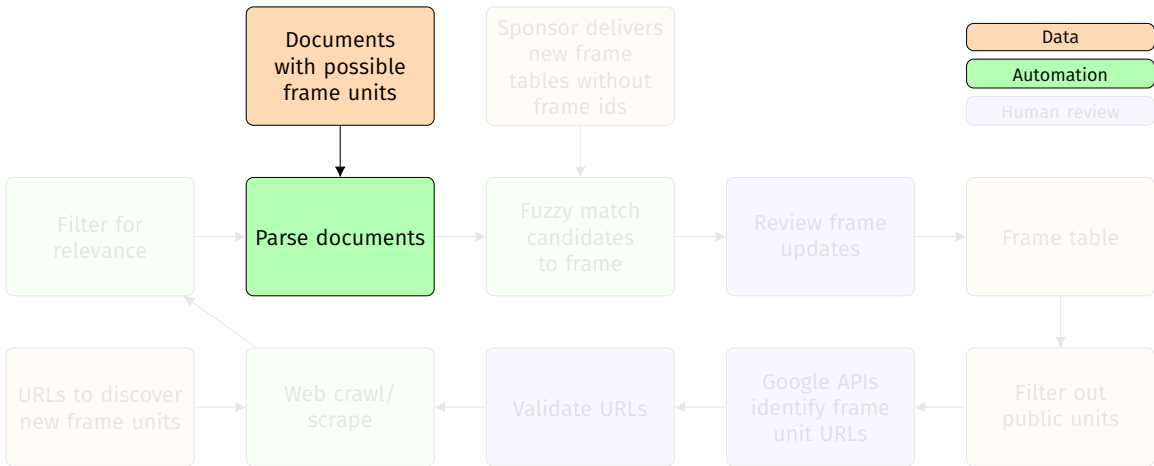 Documents
with possible
frame units
Sponsor delivers
new frame
tables without
frame ids
Data
Automation
Human review
Filter for
relevance
Parse documents
Fuzzy match
candidates
to frame
Review frame
updates
Frame table
URLs to discover
new frame units
Web crawl/
scrape
Validate URLs
Google APIs
identify frame
unit URLs
Filter out
public units